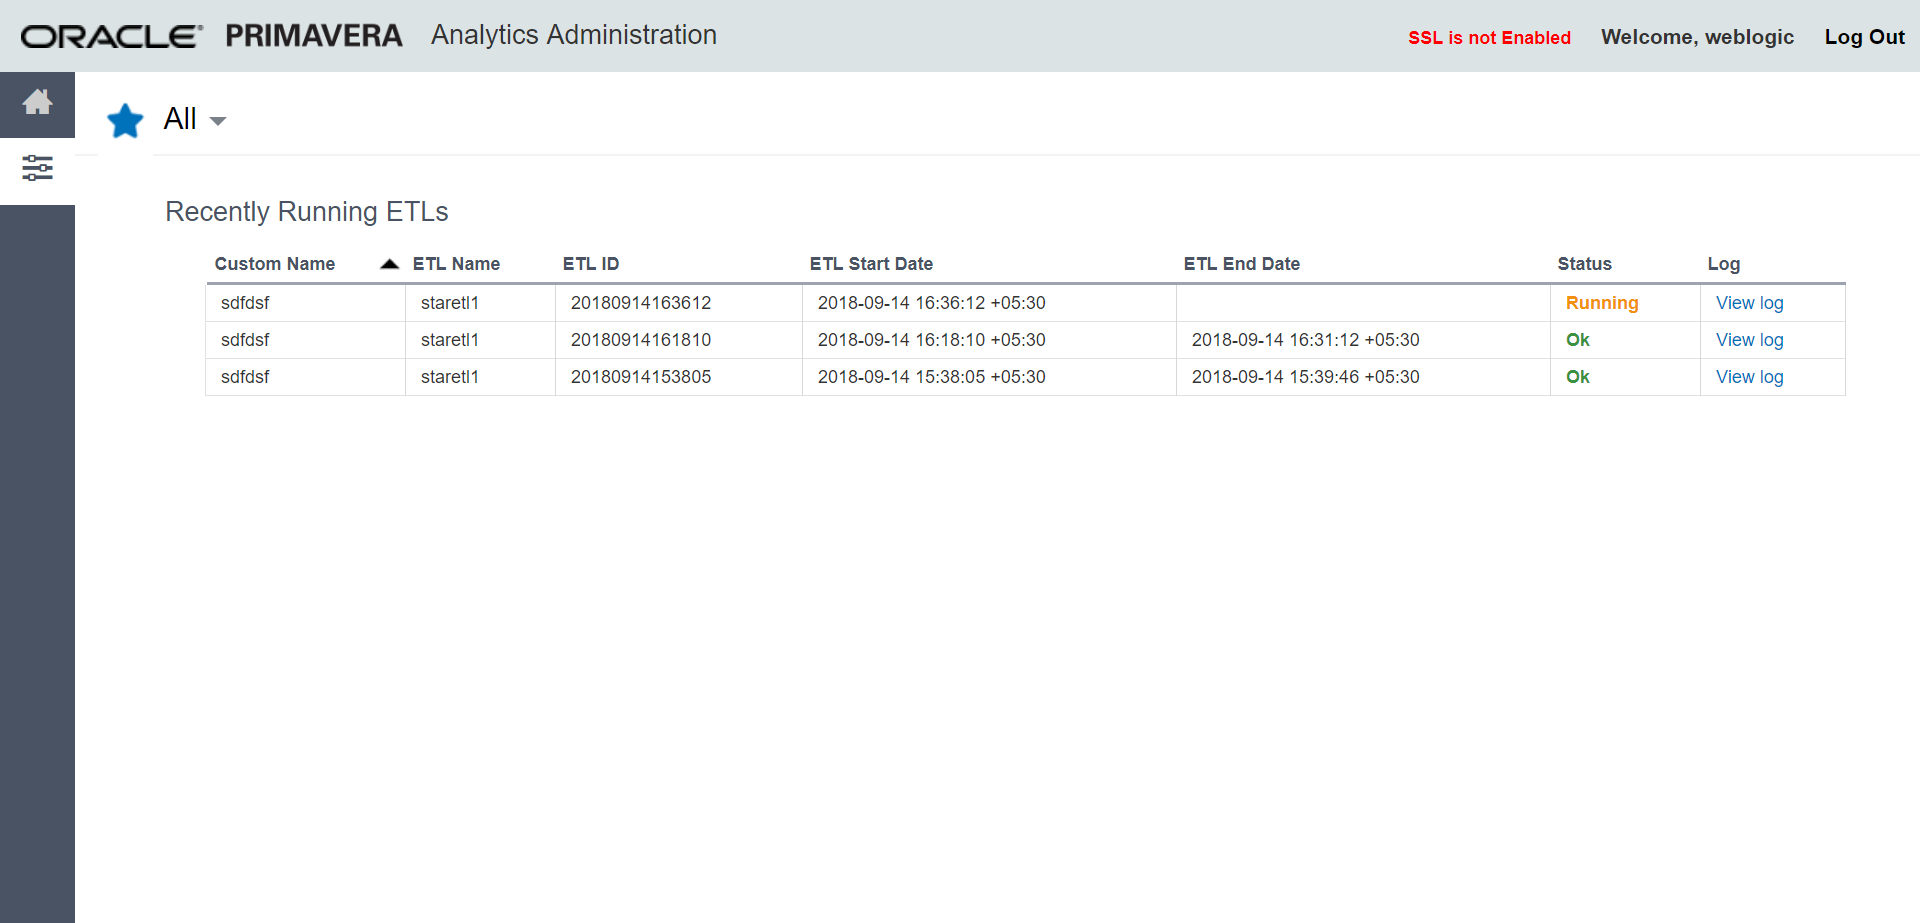 ORACLE® PRIMAVERA Analytics Administration SSL is not Enabled Welcome, weblogic Log Out
All
Recently Running ETLs
Custom Name ETL Name ETL ID ETL Start Date ETL End Date Status Log
sdfdsf staretl1 20180914163612 2018-09-14 16:36:12 +05:30 Running View log
sdfdsf staretl1 20180914161810 2018-09-14 16:18:10 +05:30 2018-09-14 16:31:12 +05:30 Ok View log
sdfdsf staretl1 20180914153805 2018-09-14 15:38:05 +05:30 2018-09-14 15:39:46 +05:30 Ok View log